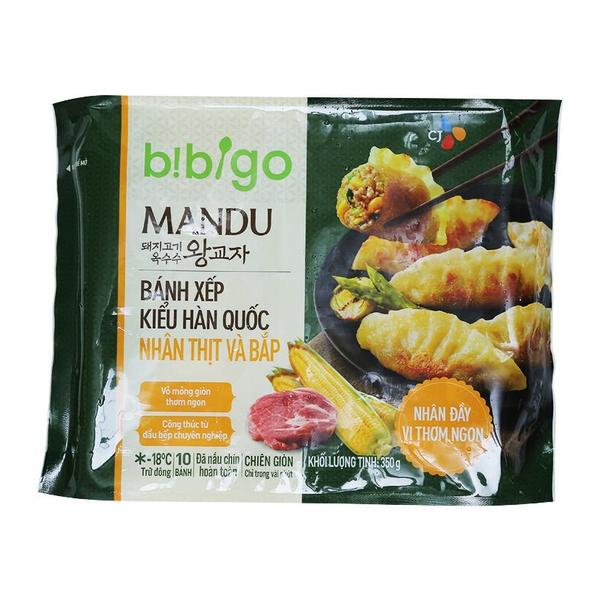 b!b!go
CJ
MANDU
돼지고기
옥수수 왕교자
BÁNH XẾP
KIỂU HÀN QUỐC
NHÂN THỊT VÀ BẮP
Vỏ mỏng giòn
thơm ngon
Công thức từ
đầu bếp chuyên nghiệp
-18°C
Trữ đông
10
BÁNH
Đã nấu chín
hoàn toàn
CHIÊN GIÒN
Chỉ trong vài phút
KHỐI LƯỢNG TỊNH: 350 g
NHÂN ĐẦY
VỊ THƠM NGON